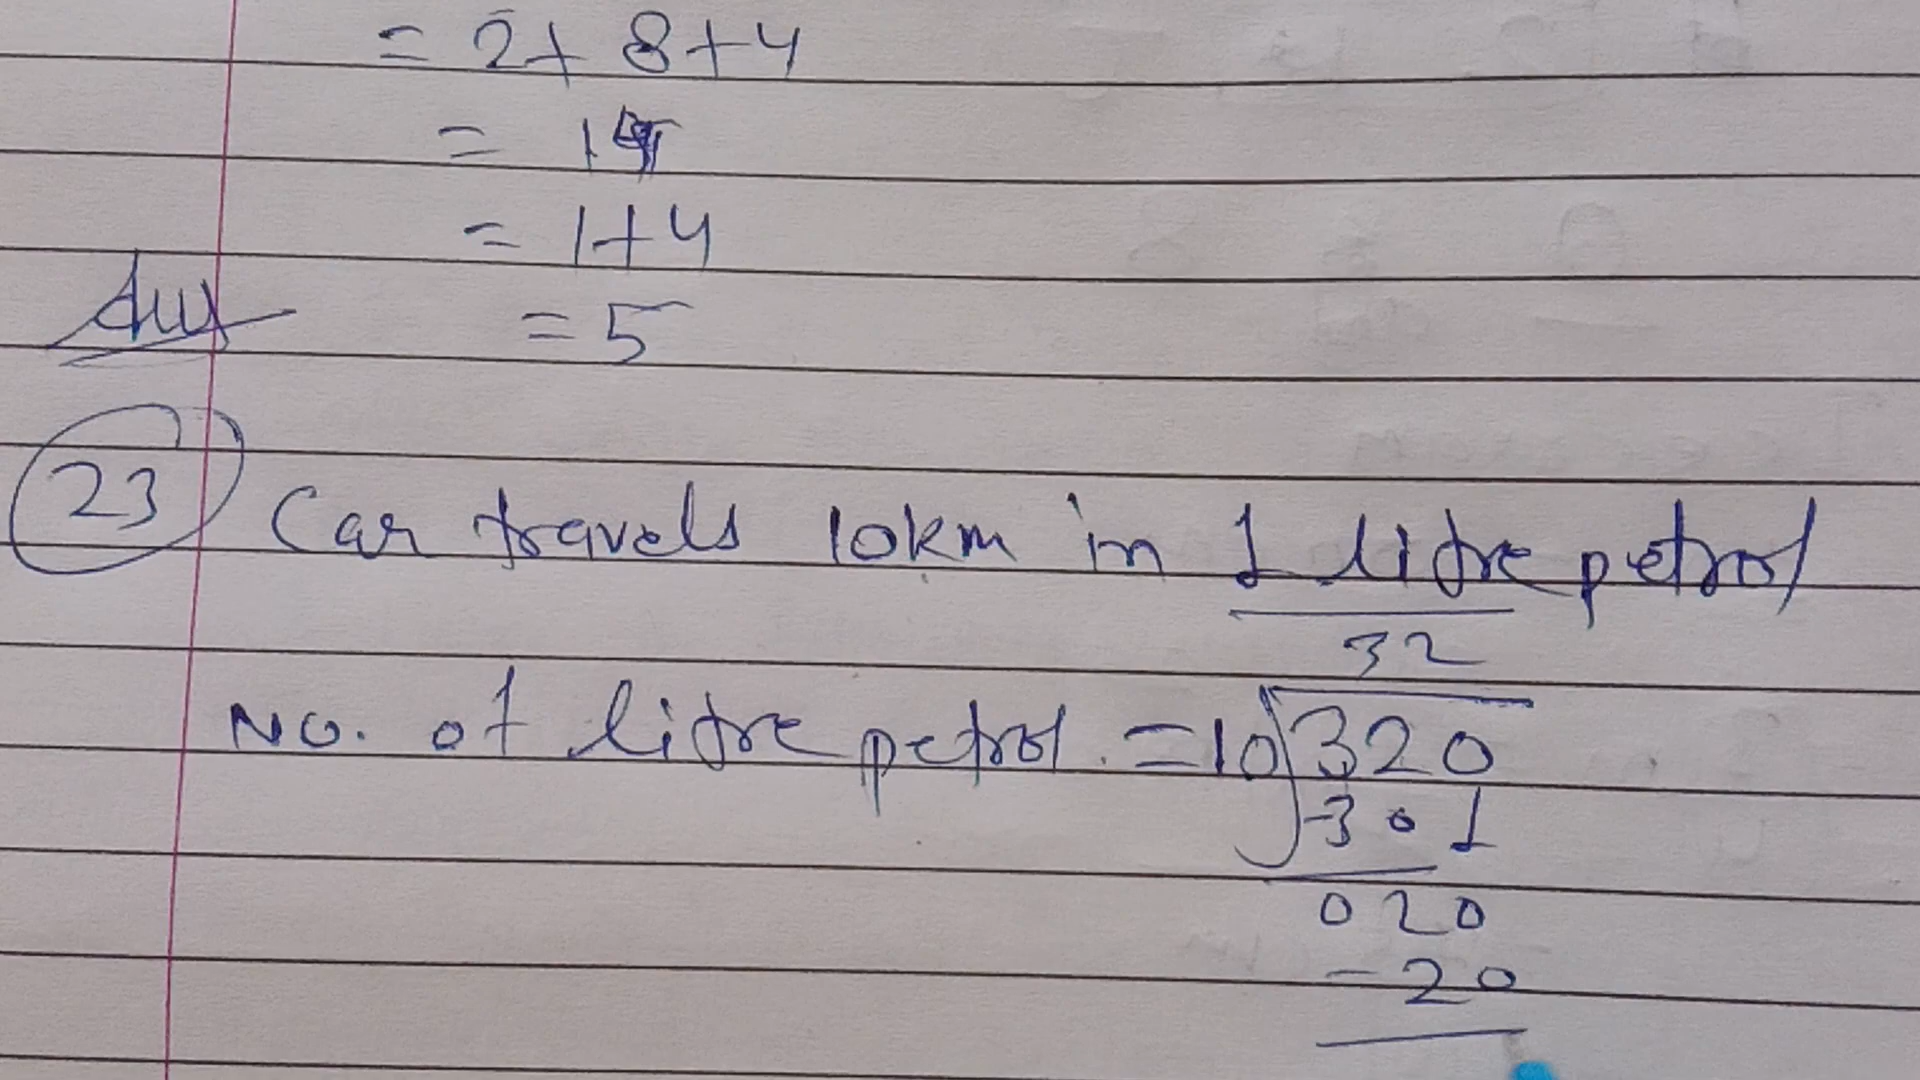 = 2+ 8+4
= 14
= 1+4
Ans = 5
23 Car travels 10km in 1 litre petrol
32
No. of litre petrol. = 10)320
-30↓
020
-20